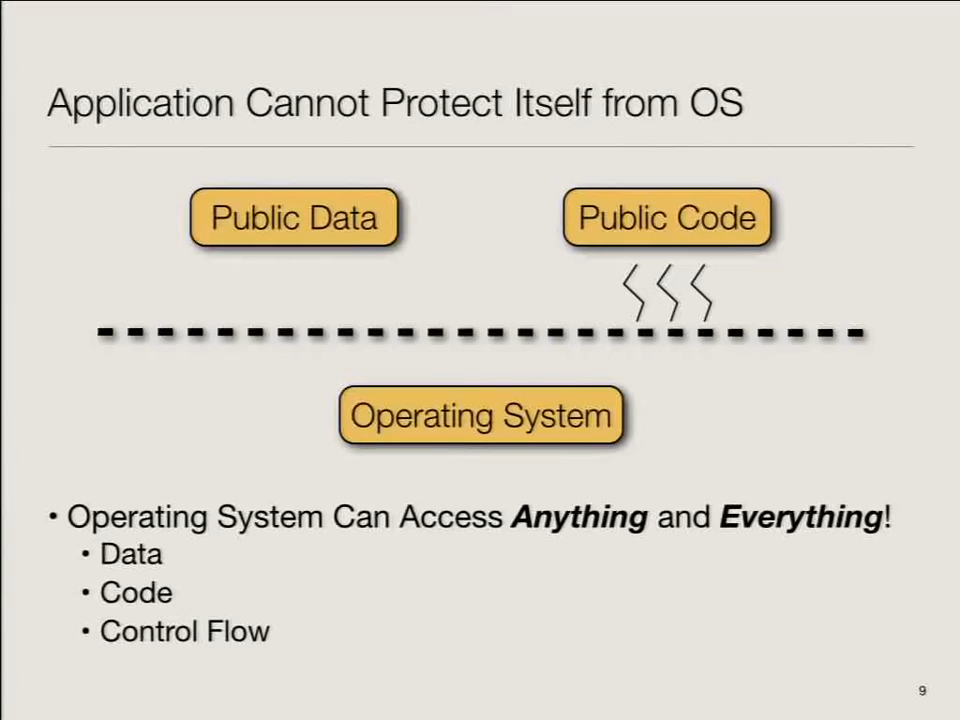 Application Cannot Protect Itself from OS
Public Data
Public Code
Operating System
• Operating System Can Access Anything and Everything!
• Data
• Code
• Control Flow
9